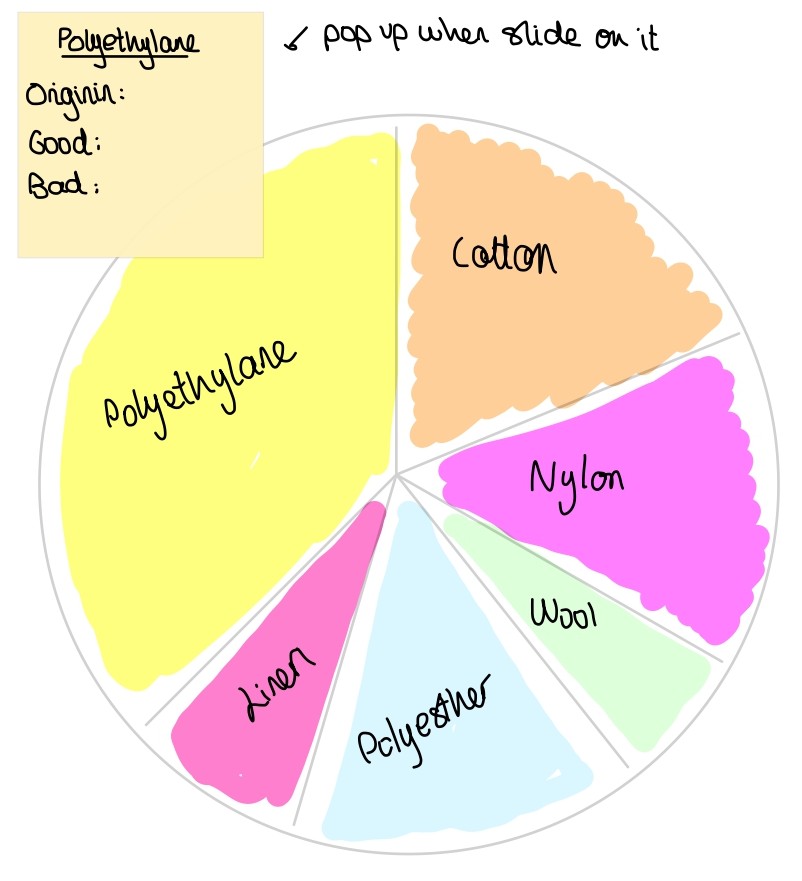 Polyethylane
↙ pop up when slide on it
Originin:
Good:
Bad:
Cotton
Polyethylane
Nylon
Wool
Linen
Polyesther